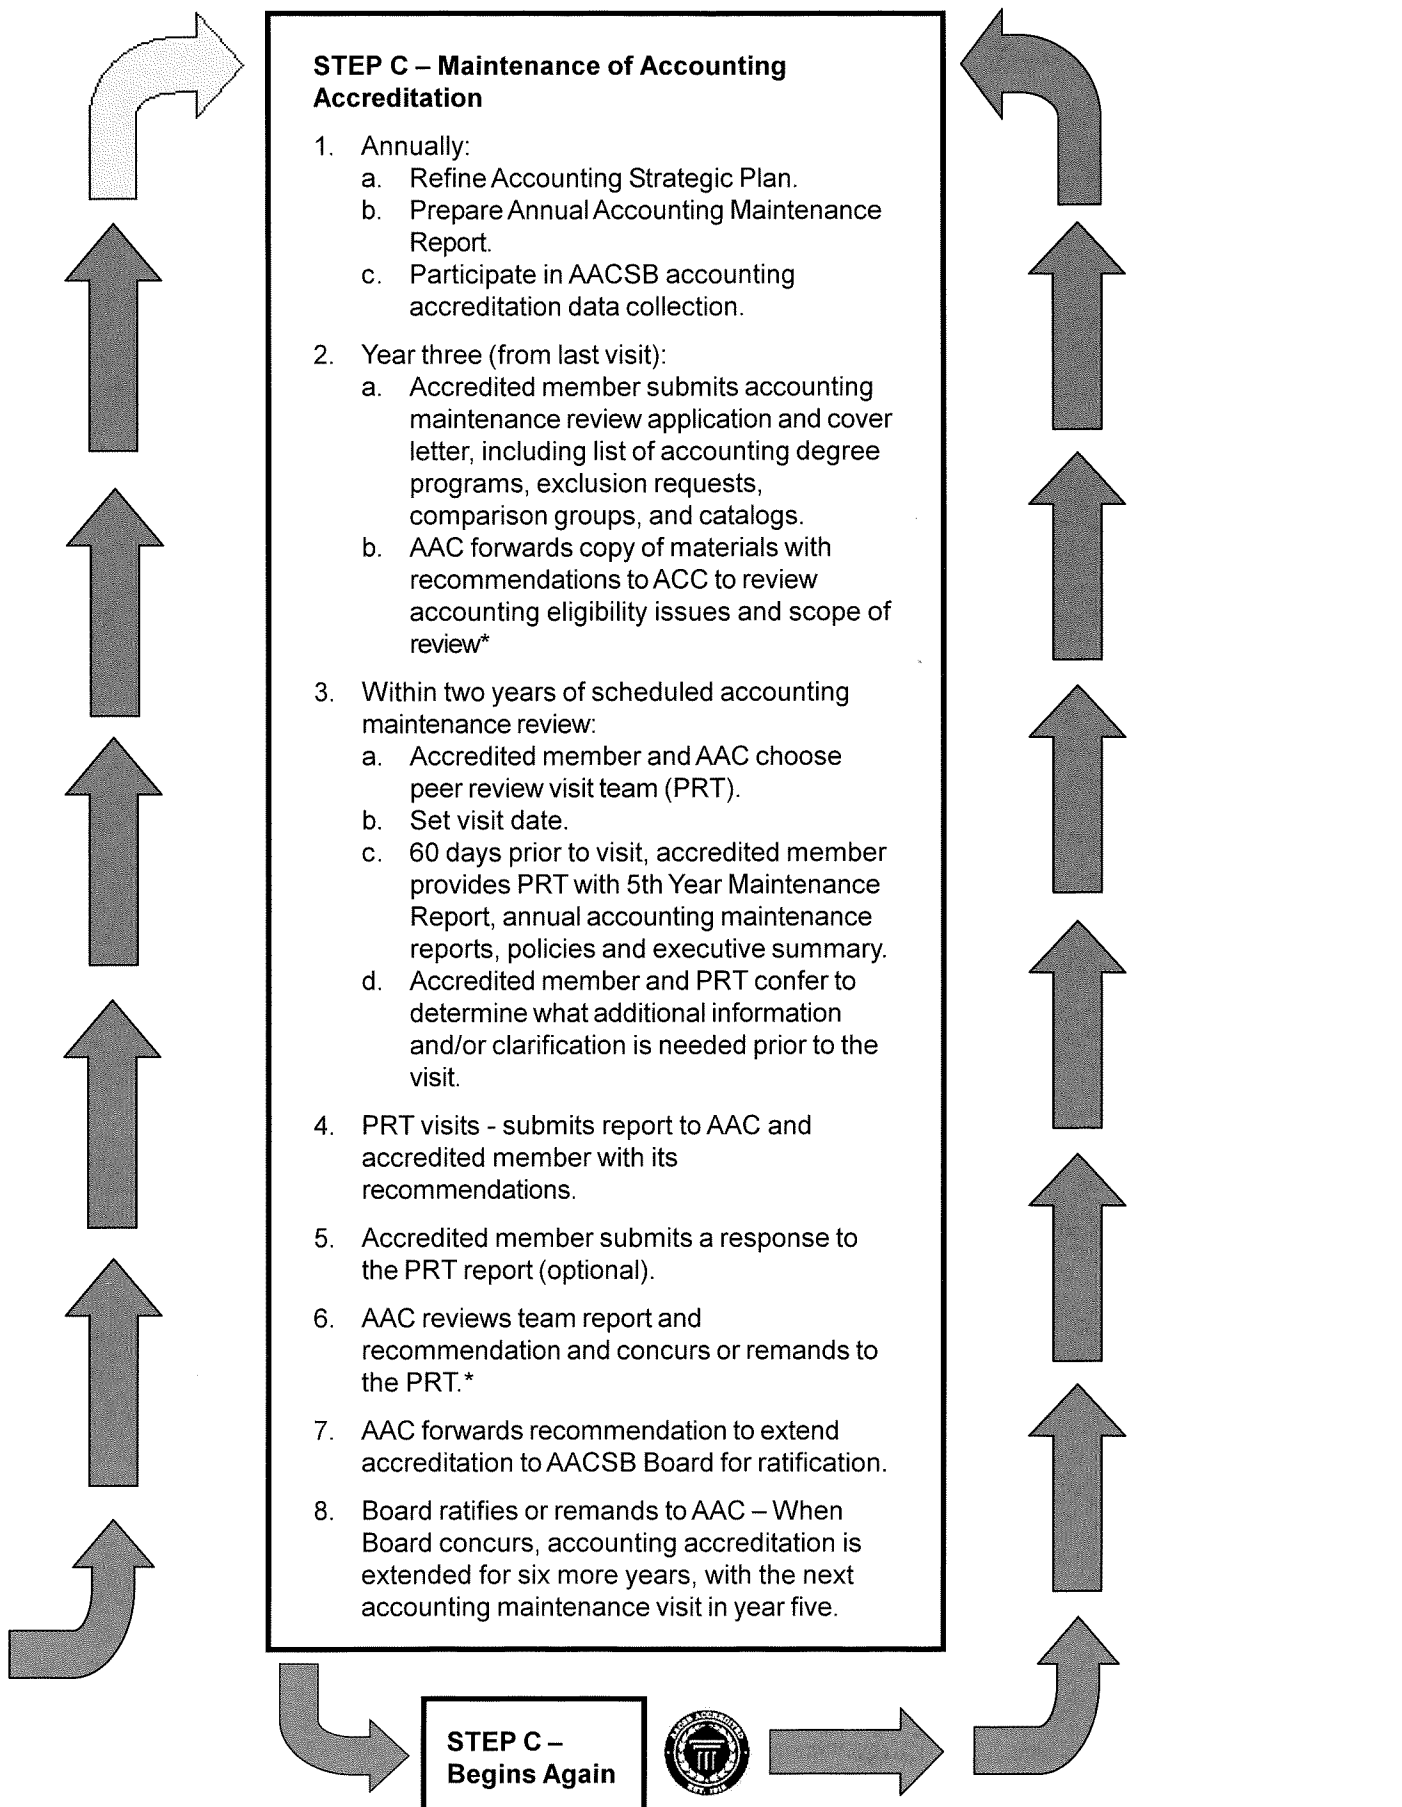 STEP C – Maintenance of Accounting
Accreditation
1. Annually:
a. Refine Accounting Strategic Plan.
b. Prepare Annual Accounting Maintenance
Report.
c. Participate in AACSB accounting
accreditation data collection.
2. Year three (from last visit):
a. Accredited member submits accounting
maintenance review application and cover
letter, including list of accounting degree
programs, exclusion requests,
comparison groups, and catalogs.
b. AAC forwards copy of materials with
recommendations to ACC to review
accounting eligibility issues and scope of
review*
3. Within two years of scheduled accounting
maintenance review:
a. Accredited member and AAC choose
peer review visit team (PRT).
b. Set visit date.
c. 60 days prior to visit, accredited member
provides PRT with 5th Year Maintenance
Report, annual accounting maintenance
reports, policies and executive summary.
d. Accredited member and PRT confer to
determine what additional information
and/or clarification is needed prior to the
visit.
4. PRT visits - submits report to AAC and
accredited member with its
recommendations.
5. Accredited member submits a response to
the PRT report (optional).
6. AAC reviews team report and
recommendation and concurs or remands to
the PRT.*
7. AAC forwards recommendation to extend
accreditation to AACSB Board for ratification.
8. Board ratifies or remands to AAC – When
Board concurs, accounting accreditation is
extended for six more years, with the next
accounting maintenance visit in year five.
STEP C –
Begins Again
AACSB ACCREDITED
EST. 1916